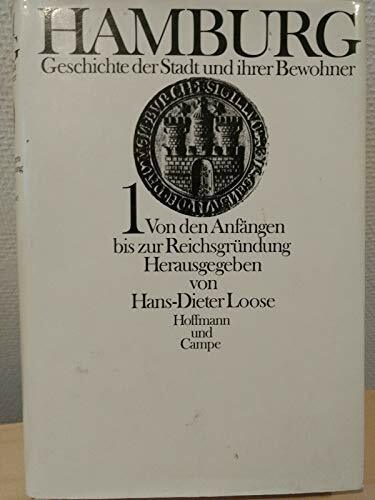 HAMBURG
Geschichte der Stadt und ihrer Bewohner
1 Von den Anfängen
bis zur Reichsgründung
Herausgegeben
von
Hans-Dieter Loose
Hoffmann
und
Campe